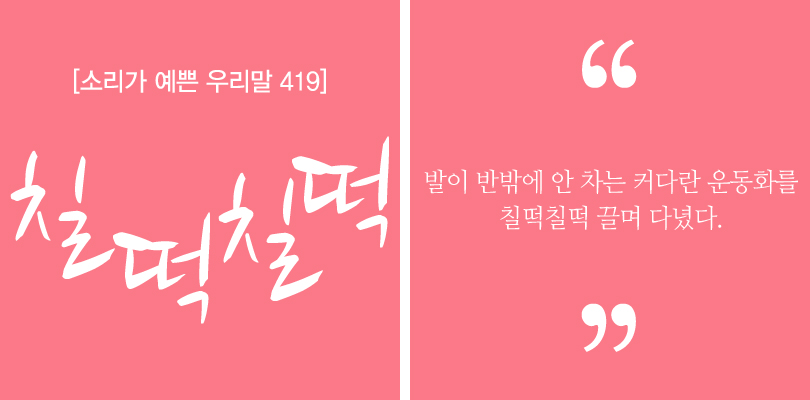 [소리가 예쁜 우리말 419]
칠떡칠떡
“
발이 반밖에 안 차는 커다란 운동화를
칠떡칠떡 끌며 다녔다.
”